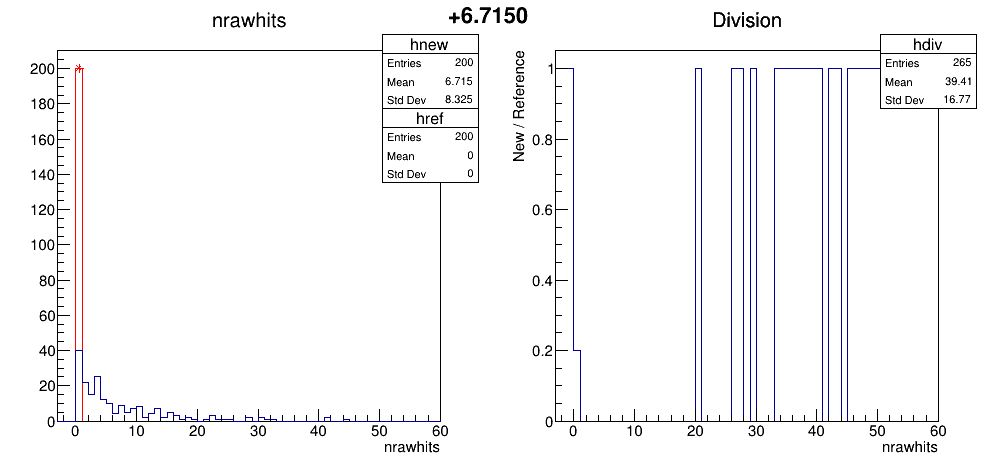 +6.7150
nrawhits
hnew
Entries 200
Mean 6.715
Std Dev 8.325
href
Entries 200
Mean 0
Std Dev 0
200
180
160
140
120
100
80
60
40
20
0
0 10 20 30 40 50 60
nrawhits
Division
hdiv
Entries 265
Mean 39.41
Std Dev 16.77
New / Reference
1
0.8
0.6
0.4
0.2
0
0 10 20 30 40 50 60
nrawhits